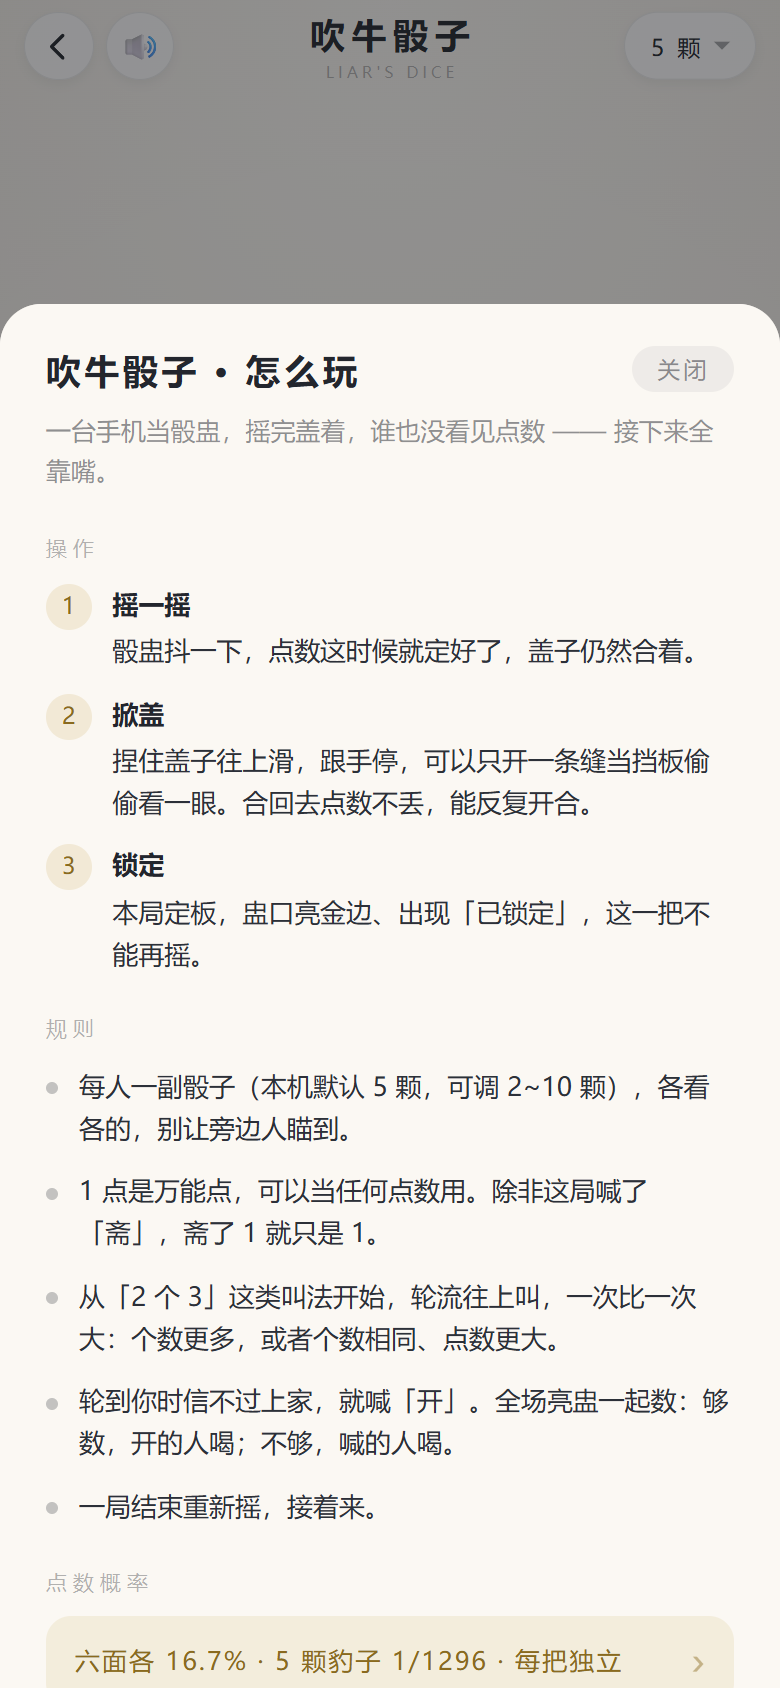 吹牛骰子
LIAR'S DICE
5 颗
吹牛骰子 · 怎么玩
关闭
一台手机当骰盅，摇完盖着，谁也没看见点数 —— 接下来全
靠嘴。
操作
1
摇一摇
骰盅抖一下，点数这时候就定好了，盖子仍然合着。
2
掀盖
捏住盖子往上滑，跟手停，可以只开一条缝当挡板偷
偷看一眼。合回去点数不丢，能反复开合。
3
锁定
本局定板，盅口亮金边、出现「已锁定」，这一把不
能再摇。
规则
每人一副骰子（本机默认 5 颗，可调 2~10 颗），各看
各的，别让旁边人瞄到。
1 点是万能点，可以当任何点数用。除非这局喊了
「斋」，斋了 1 就只是 1。
从「2 个 3」这类叫法开始，轮流往上叫，一次比一次
大：个数更多，或者个数相同、点数更大。
轮到你时信不过上家，就喊「开」。全场亮盅一起数：够
数，开的人喝；不够，喊的人喝。
一局结束重新摇，接着来。
点数概率
六面各 16.7% · 5 颗豹子 1/1296 · 每把独立